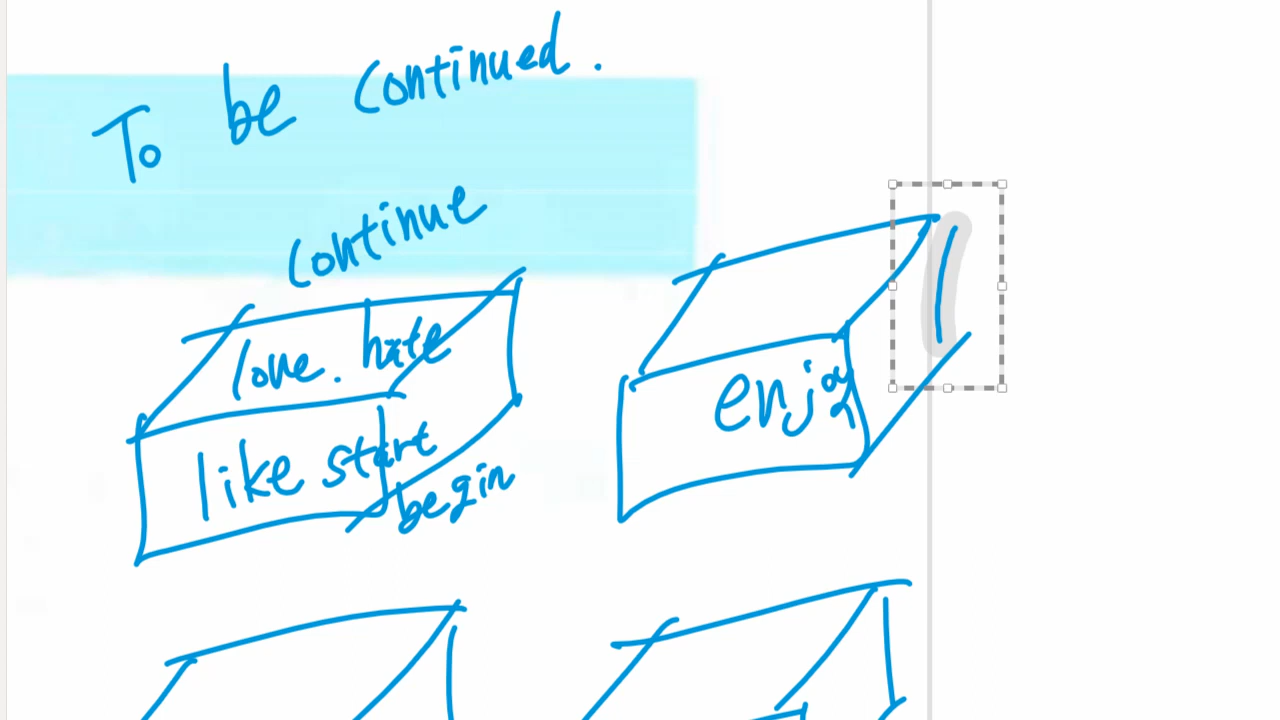 To be continued.
continue
love. hate
like start
begin
enjoy